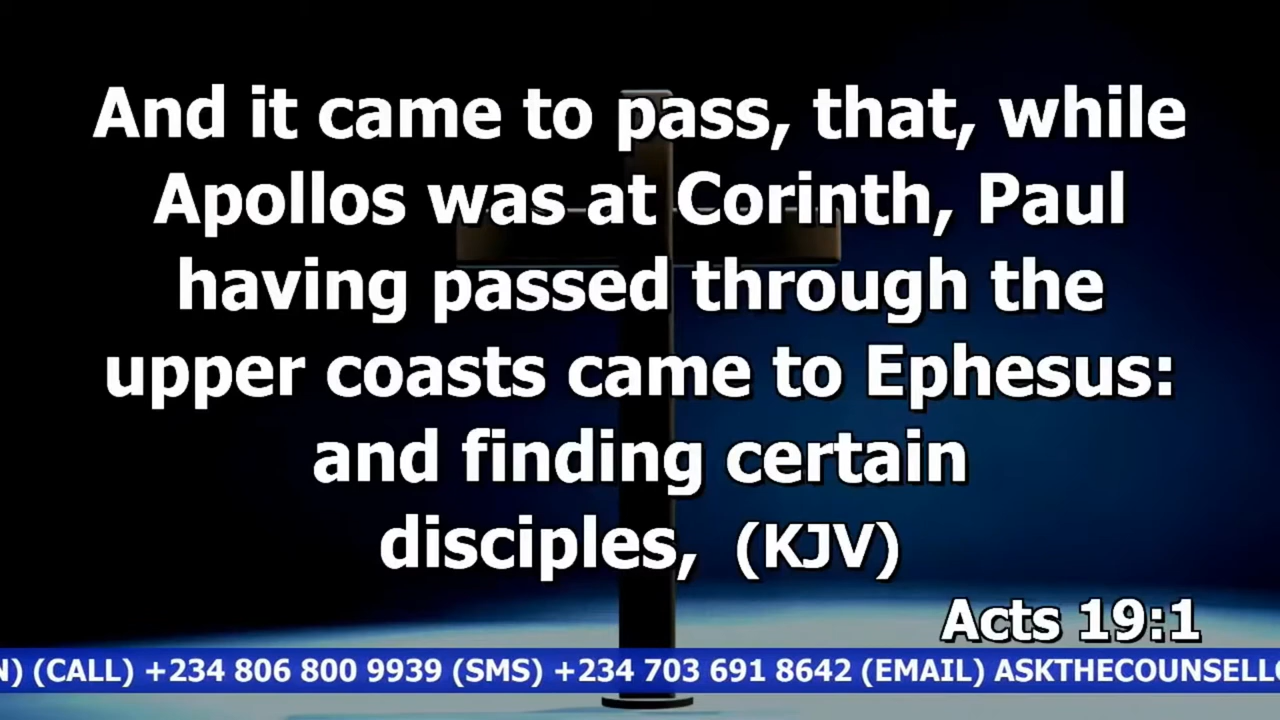 And it came to pass, that, while
Apollos was at Corinth, Paul
having passed through the
upper coasts came to Ephesus:
and finding certain
disciples, (KJV)
Acts 19:1
(CALL) +234 806 800 9939 (SMS) +234 703 691 8642 (EMAIL)